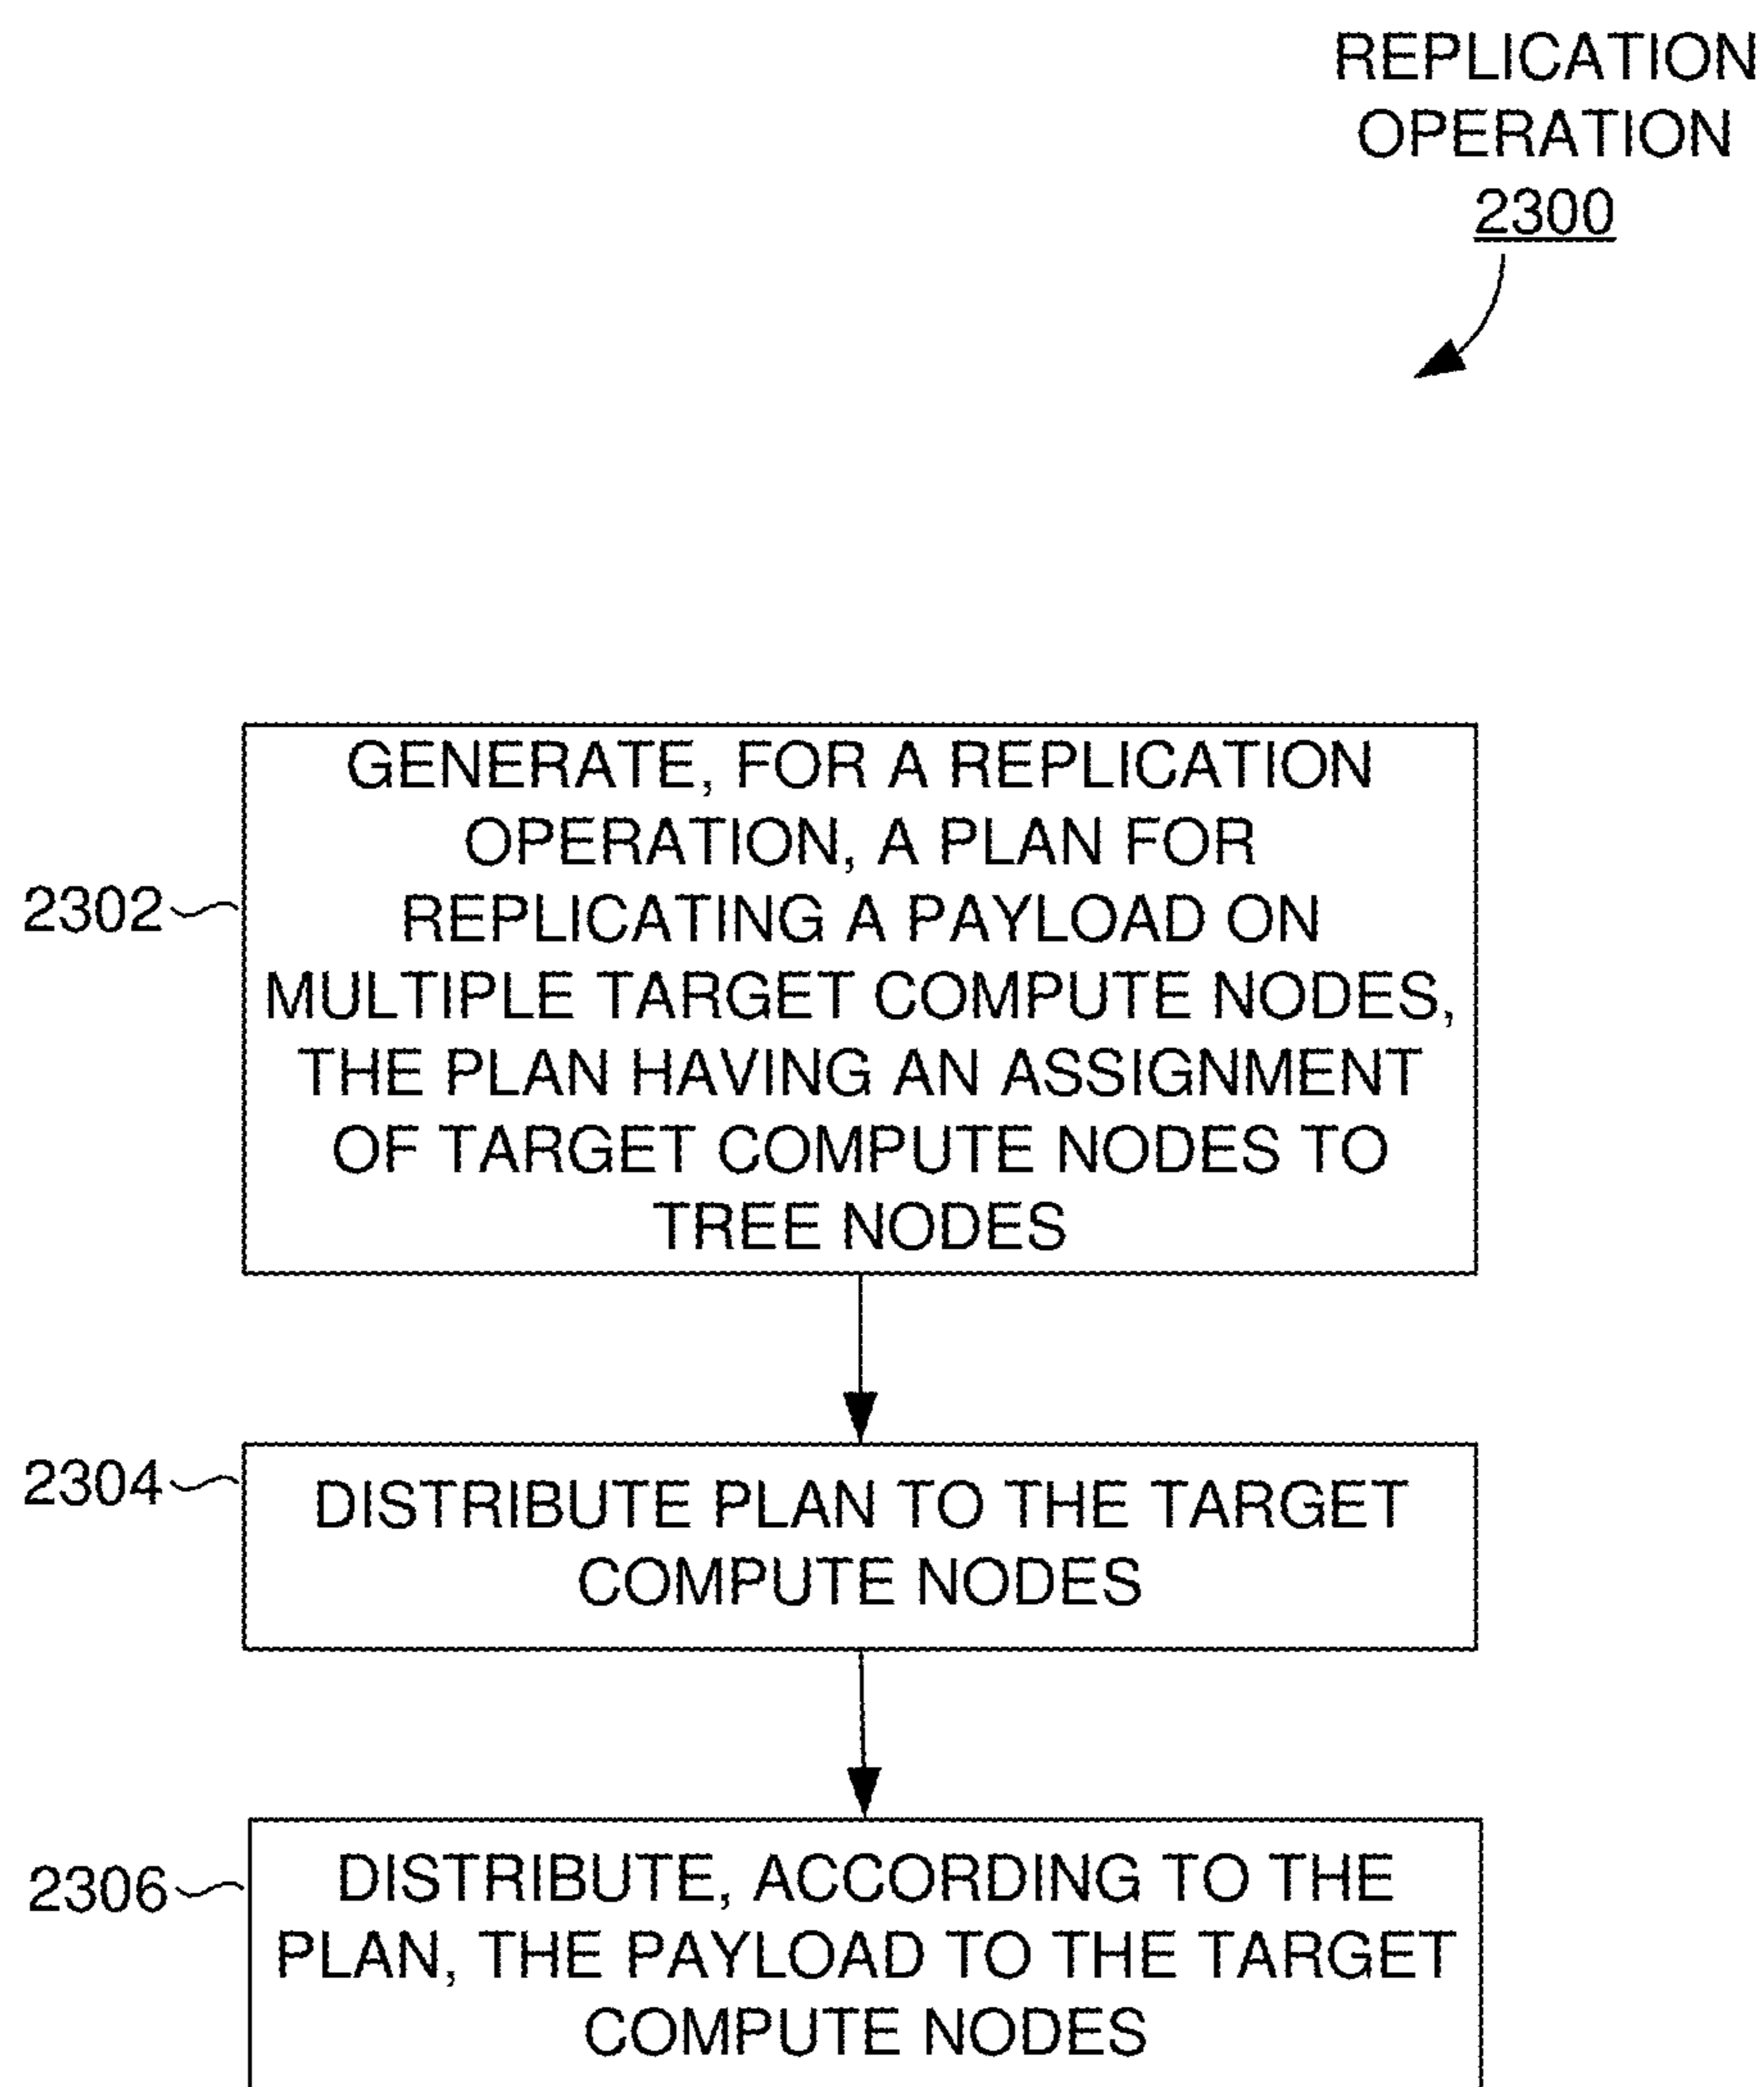 REPLICATION
OPERATION
2300
GENERATE, FOR A REPLICATION
OPERATION, A PLAN FOR
REPLICATING A PAYLOAD ON
MULTIPLE TARGET COMPUTE NODES,
THE PLAN HAVING AN ASSIGNMENT
OF TARGET COMPUTE NODES TO
TREE NODES
2302
DISTRIBUTE PLAN TO THE TARGET
COMPUTE NODES
2304
DISTRIBUTE, ACCORDING TO THE
PLAN, THE PAYLOAD TO THE TARGET
COMPUTE NODES
2306